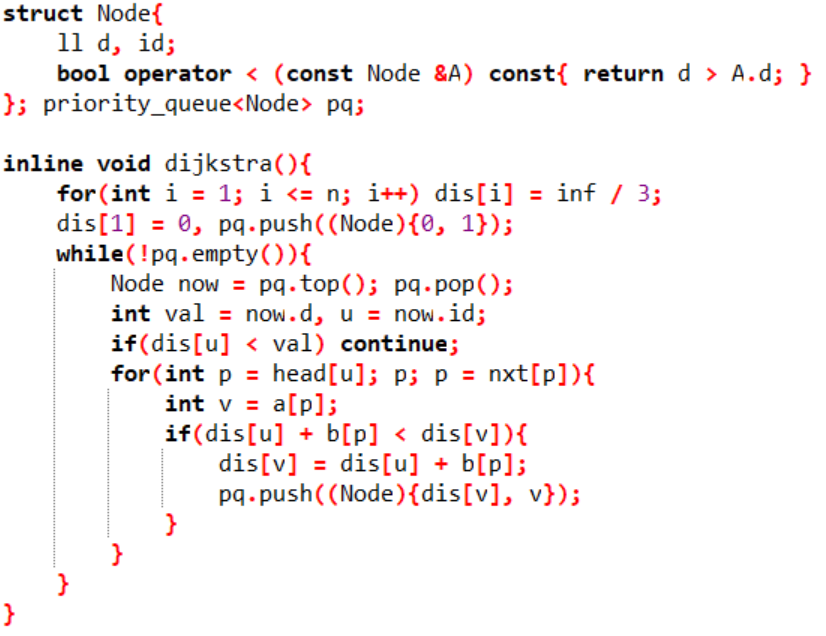 struct Node{
    ll d, id;
    bool operator < (const Node &A) const{ return d > A.d; }
}; priority_queue<Node> pq;

inline void dijkstra(){
    for(int i = 1; i <= n; i++) dis[i] = inf / 3;
    dis[1] = 0, pq.push((Node){0, 1});
    while(!pq.empty()){
        Node now = pq.top(); pq.pop();
        int val = now.d, u = now.id;
        if(dis[u] < val) continue;
        for(int p = head[u]; p; p = nxt[p]){
            int v = a[p];
            if(dis[u] + b[p] < dis[v]){
                dis[v] = dis[u] + b[p];
                pq.push((Node){dis[v], v});
            }
        }
    }
}